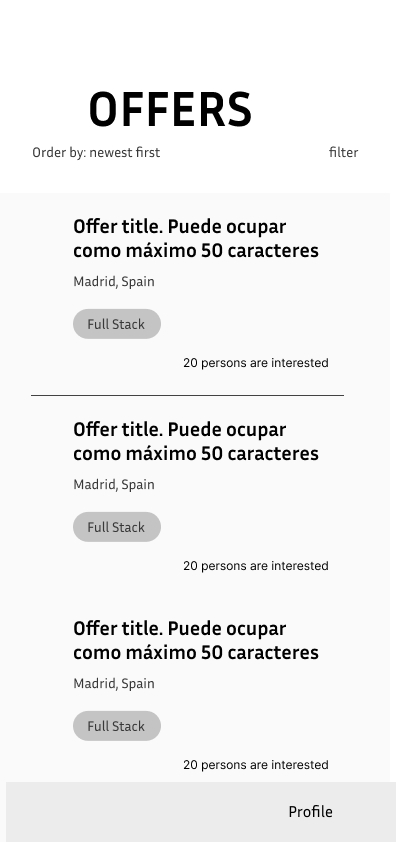 OFFERS
Order by: newest first filter
Offer title. Puede ocupar
como máximo 50 caracteres
Madrid, Spain
Full Stack
20 persons are interested
Offer title. Puede ocupar
como máximo 50 caracteres
Madrid, Spain
Full Stack
20 persons are interested
Offer title. Puede ocupar
como máximo 50 caracteres
Madrid, Spain
Full Stack
20 persons are interested
Profile